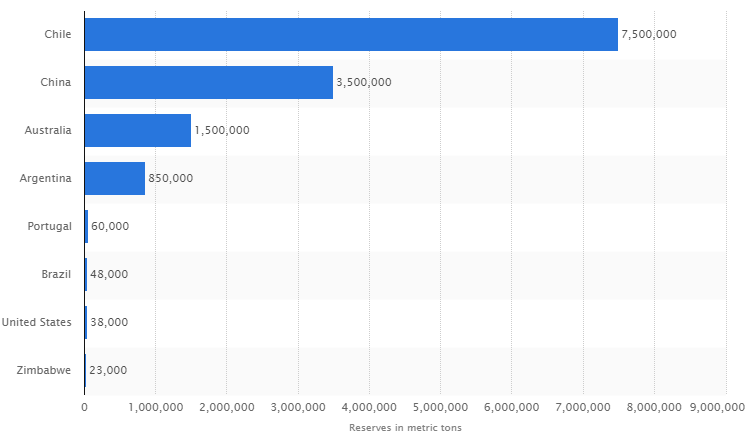 Chile 7,500,000
China 3,500,000
Australia 1,500,000
Argentina 850,000
Portugal 60,000
Brazil 48,000
United States 38,000
Zimbabwe 23,000
0 1,000,000 2,000,000 3,000,000 4,000,000 5,000,000 6,000,000 7,000,000 8,000,000 9,000,000
Reserves in metric tons